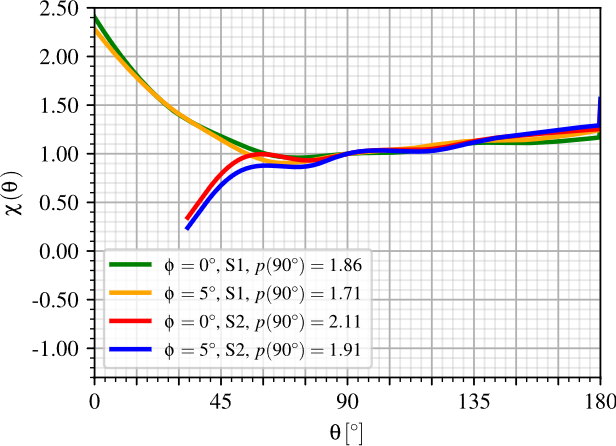 2.50
2.00
1.50
1.00
0.50
0.00
-0.50
-1.00
χ(θ)
ϕ = 0°, S1, p(90°) = 1.86
ϕ = 5°, S1, p(90°) = 1.71
ϕ = 0°, S2, p(90°) = 2.11
ϕ = 5°, S2, p(90°) = 1.91
0 45 90 135 180
θ[°]